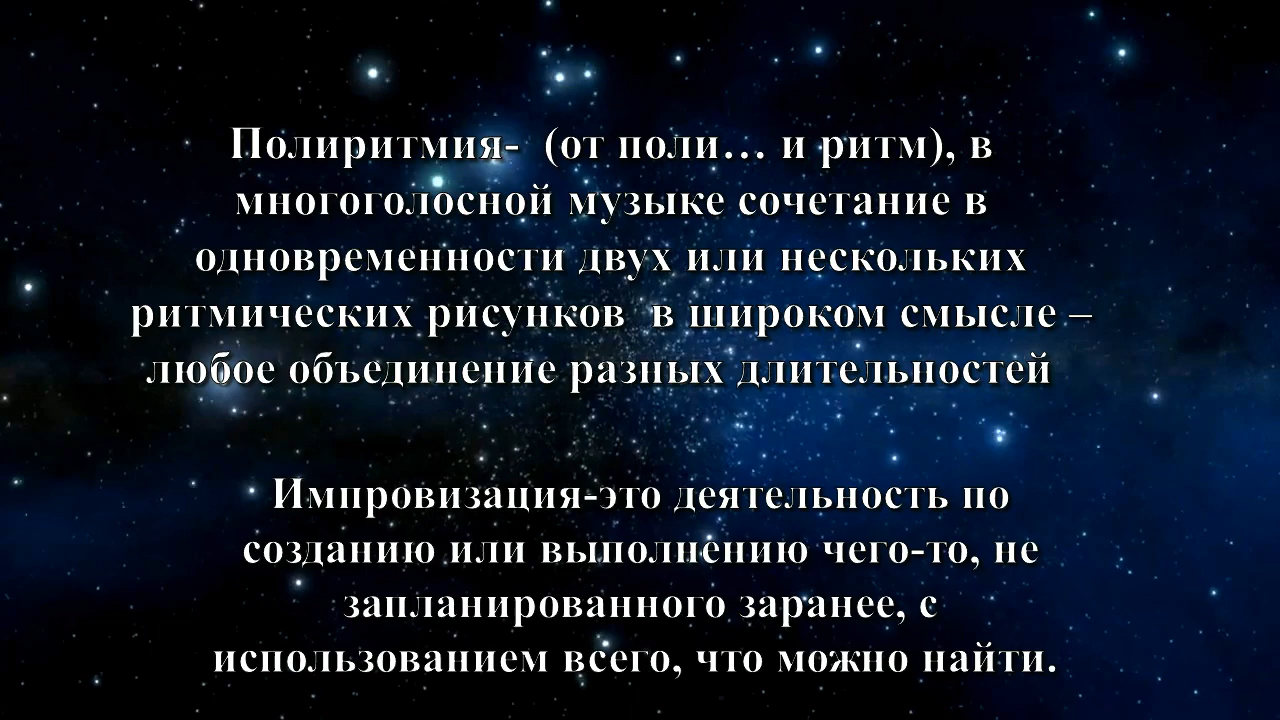 Полиритмия-  (от поли… и ритм), в
многоголосной музыке сочетание в
одновременности двух или нескольких
ритмических рисунков  в широком смысле –
любое объединение разных длительностей
Импровизация-это деятельность по
созданию или выполнению чего-то, не
запланированного заранее, с
использованием всего, что можно найти.